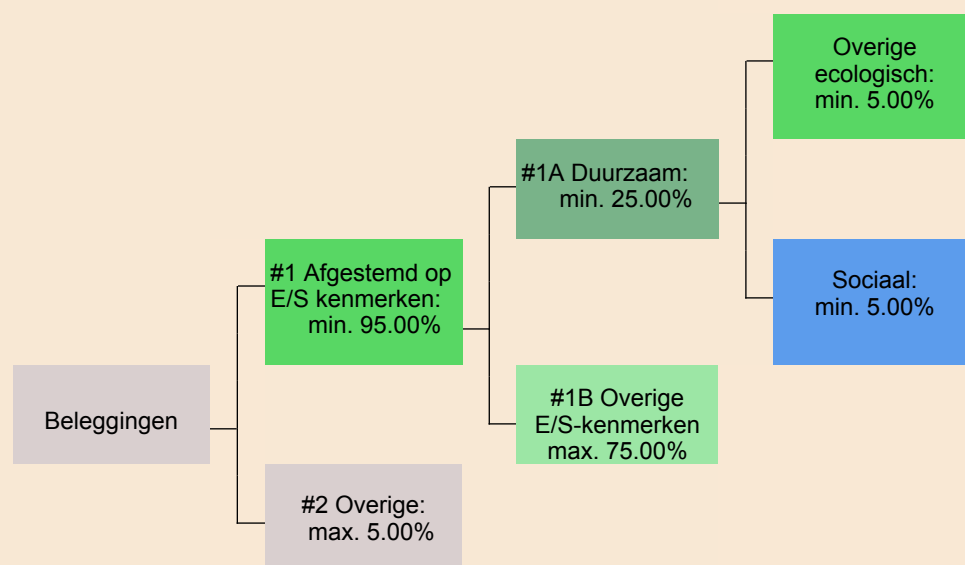 Beleggingen
#1 Afgestemd op
E/S kenmerken:
min. 95.00%
#2 Overige:
max. 5.00%
#1A Duurzaam:
min. 25.00%
#1B Overige
E/S-kenmerken
max. 75.00%
Overige
ecologisch:
min. 5.00%
Sociaal:
min. 5.00%